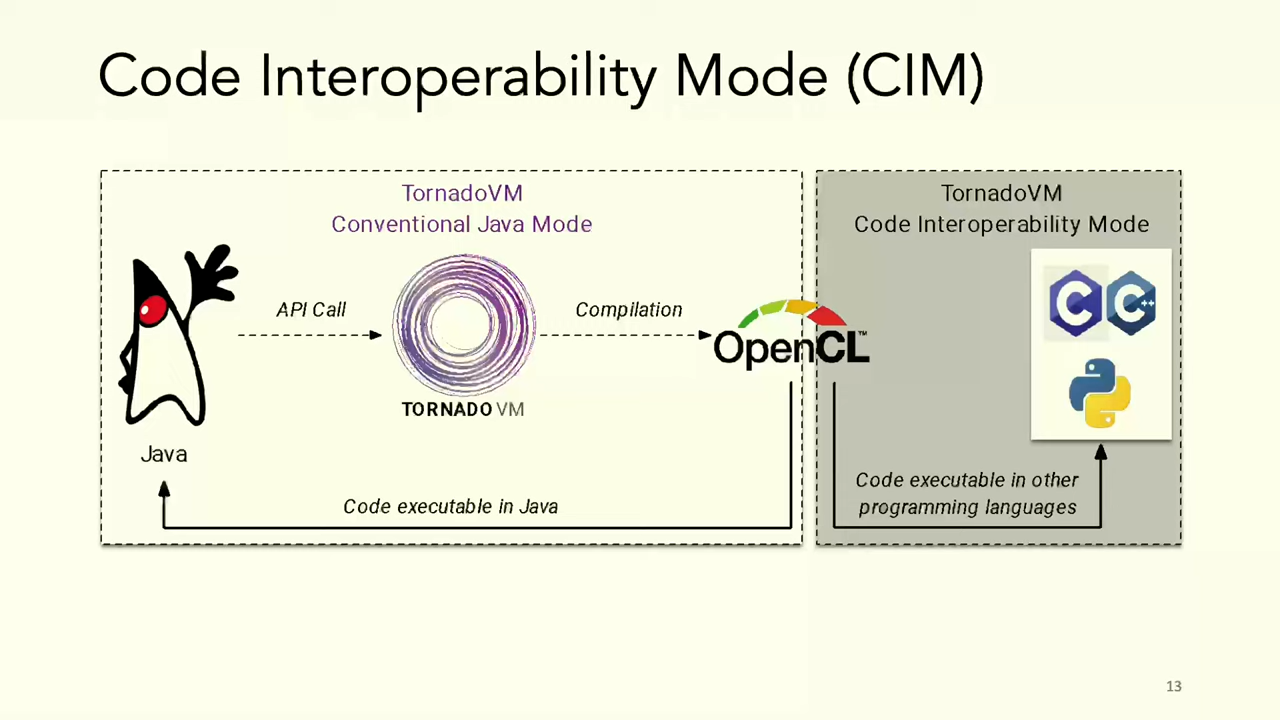 Code Interoperability Mode (CIM)
TornadoVM
Conventional Java Mode
TornadoVM
Code Interoperability Mode
API Call
Compilation
OpenCL™
C
C++
TORNADO VM
Java
Code executable in Java
Code executable in other
programming languages
13